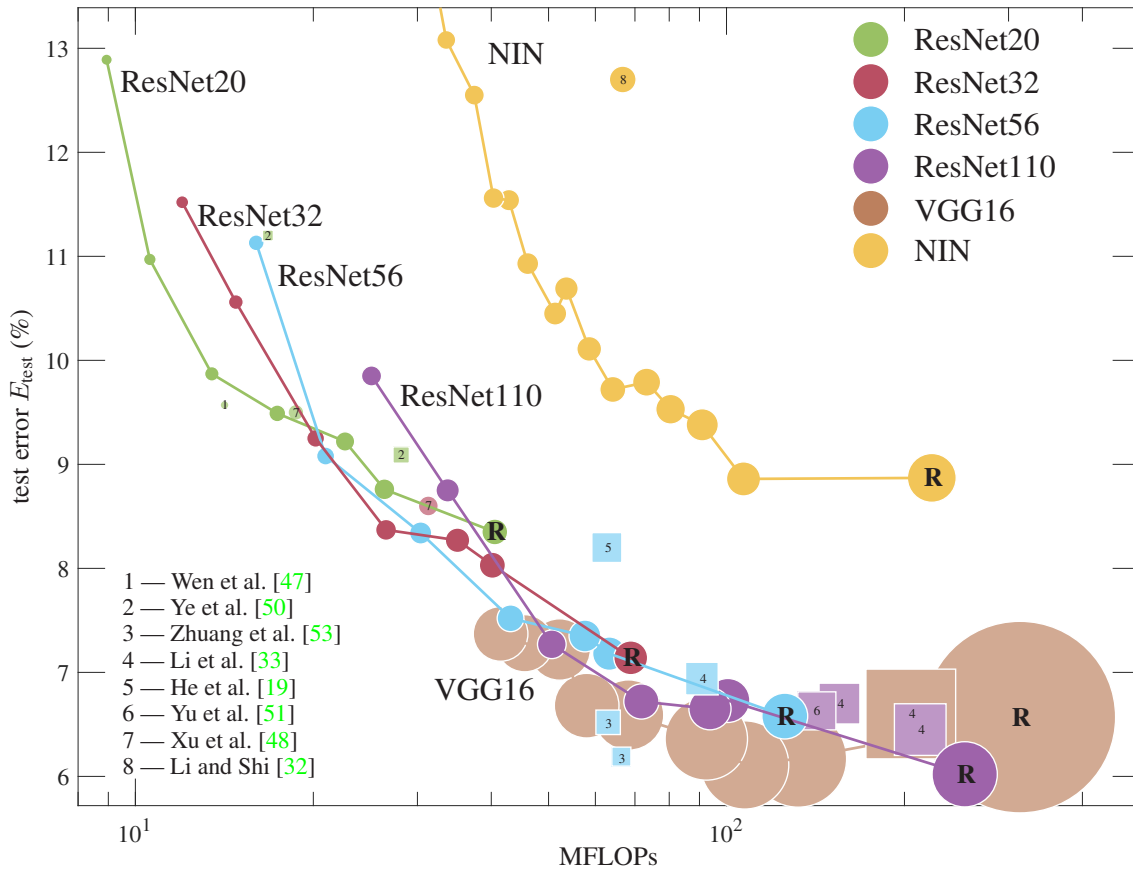 13
12
11
10
9
8
7
6
test error E_test (%)
10^1
10^2
MFLOPs
ResNet20
ResNet32
ResNet56
ResNet110
VGG16
NIN
NIN
ResNet20
ResNet32
ResNet56
ResNet110
VGG16
8
2
1
7
2
7
5
4
3
3
6
4
4
4
R
R
R
R
R
R
1 — Wen et al. [47]
2 — Ye et al. [50]
3 — Zhuang et al. [53]
4 — Li et al. [33]
5 — He et al. [19]
6 — Yu et al. [51]
7 — Xu et al. [48]
8 — Li and Shi [32]